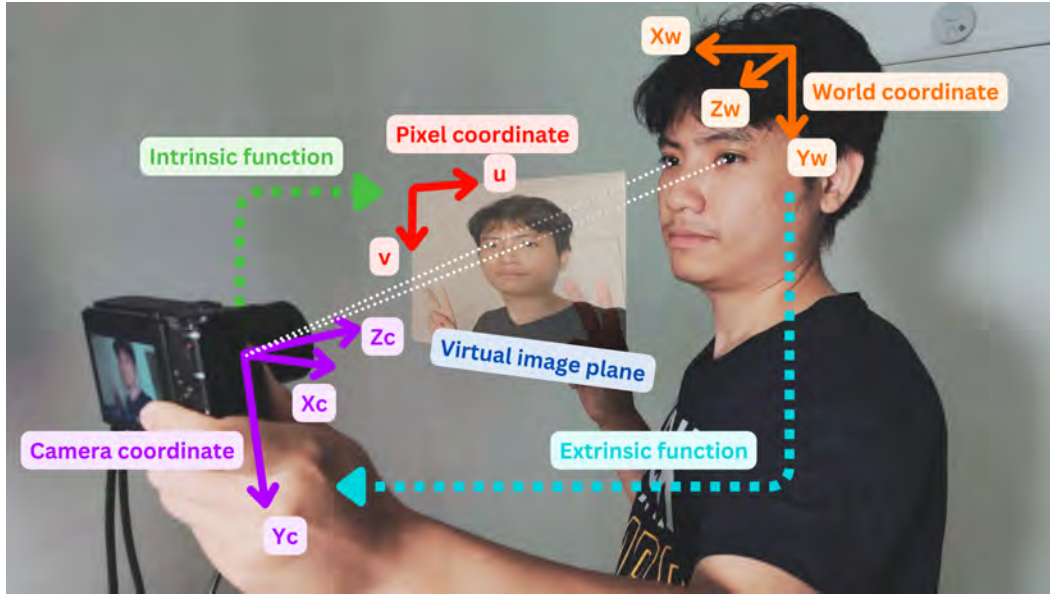 Xw
Zw
World coordinate
Yw
Pixel coordinate
Intrinsic function
u
v
Zc
Virtual image plane
Xc
Camera coordinate
Extrinsic function
Yc